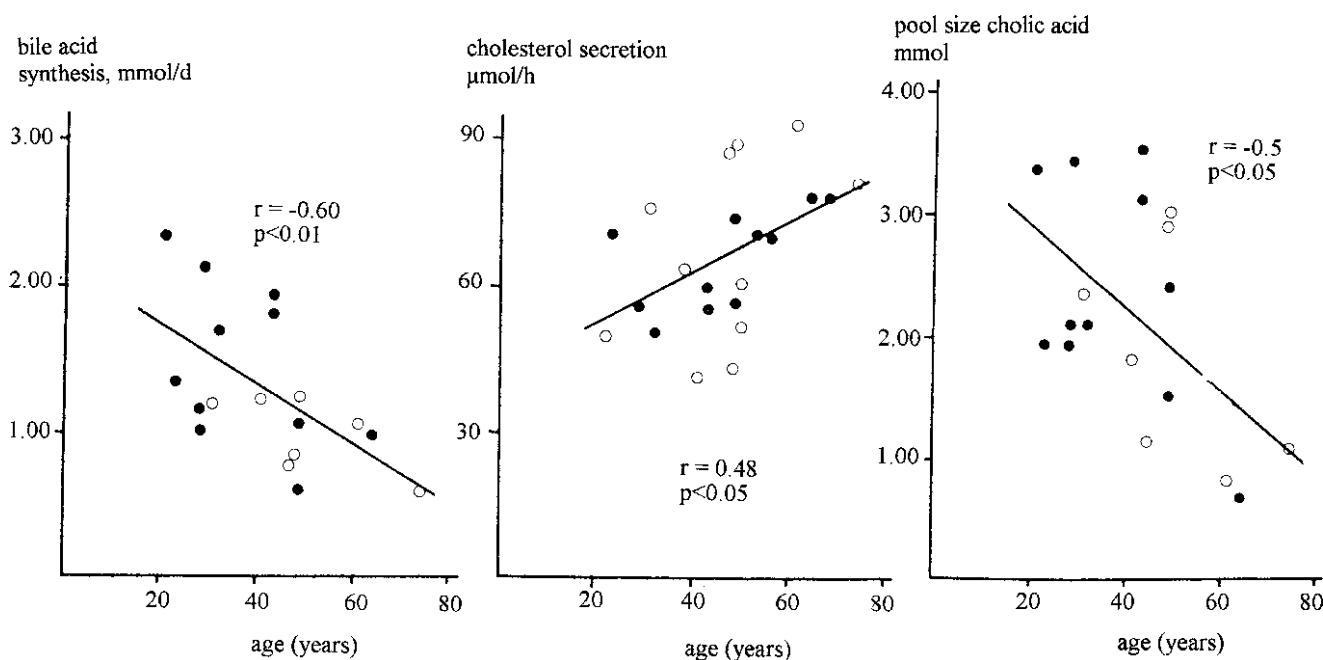 bile acid
synthesis, mmol/d
3.00
2.00
1.00
r = -0.60
p<0.01
20 40 60 80
age (years)
cholesterol secretion
µmol/h
90
60
30
r = 0.48
p<0.05
20 40 60 80
age (years)
pool size cholic acid
mmol
4.00
3.00
2.00
1.00
r = -0.5
p<0.05
20 40 60 80
age (years)